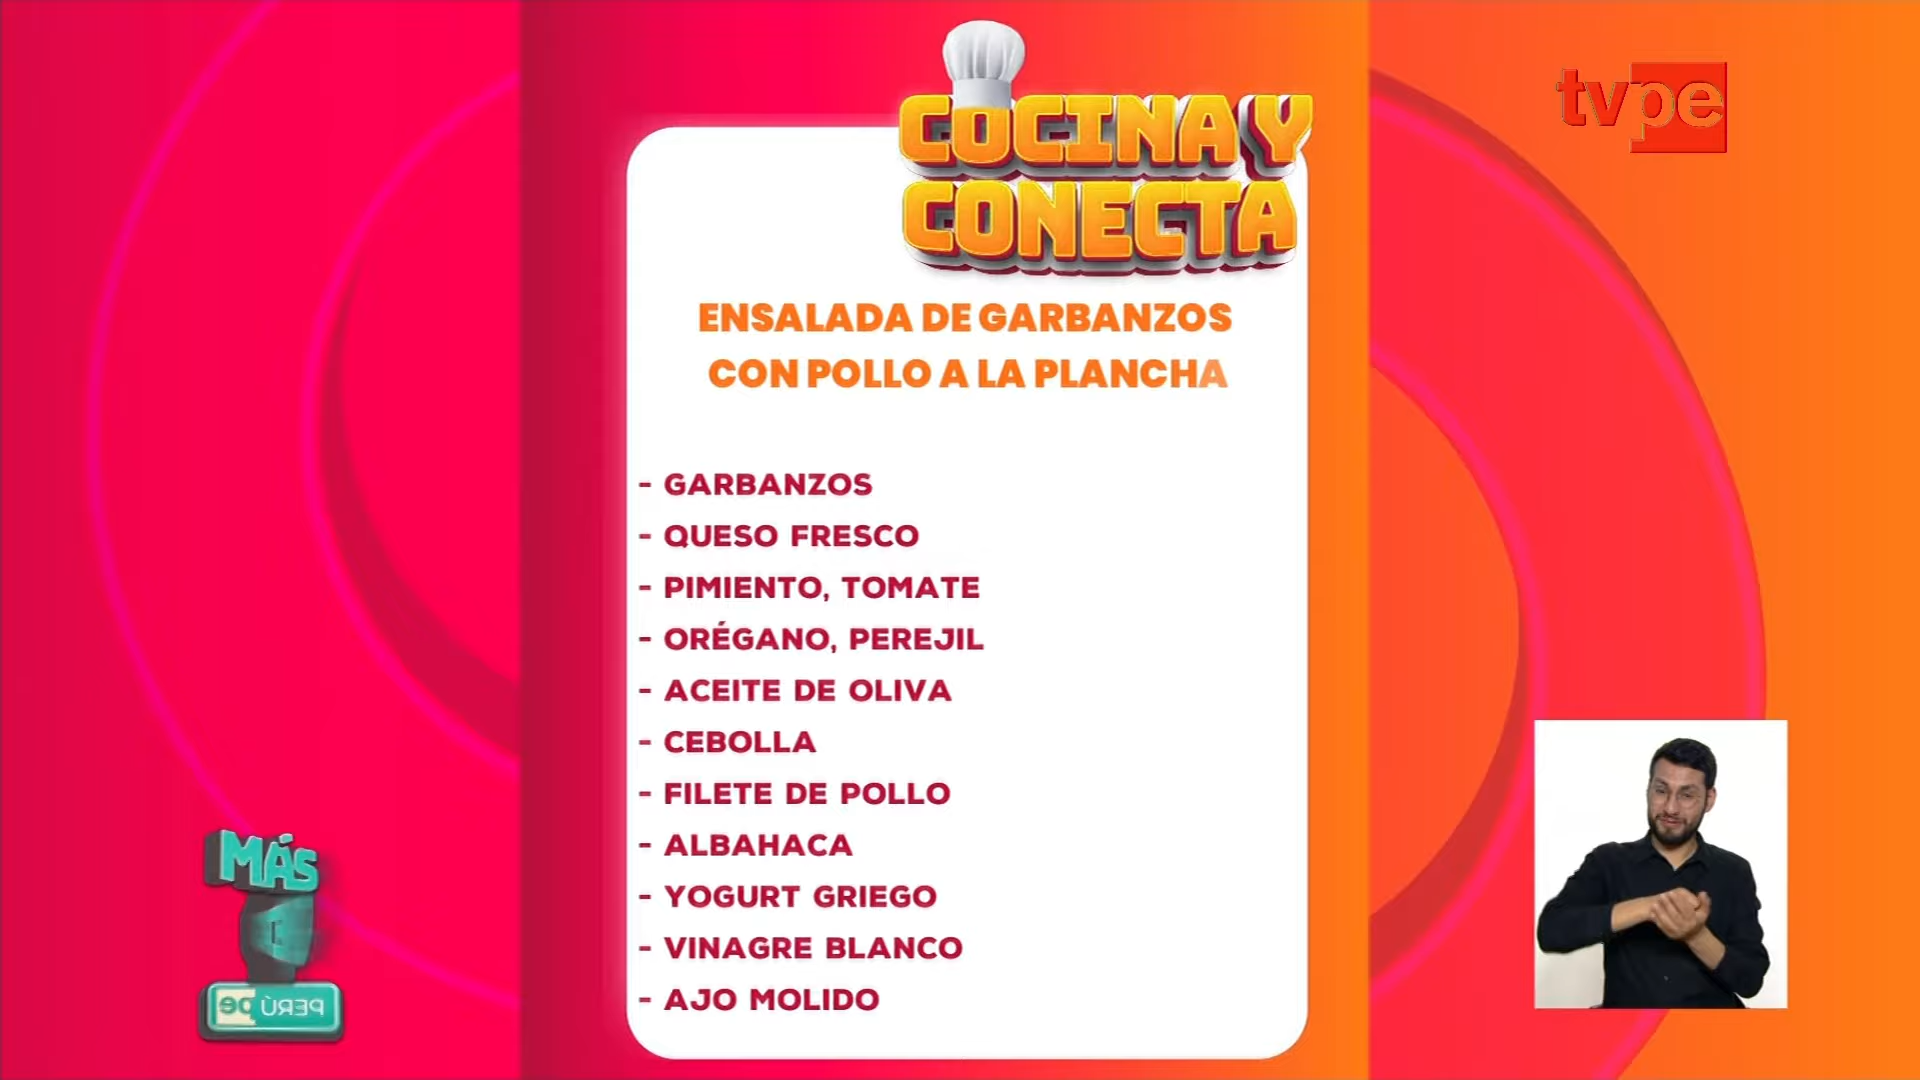 COCINA Y
CONECTA
tvpe
ENSALADA DE GARBANZOS
CON POLLO A LA PLANCHA
- GARBANZOS
- QUESO FRESCO
- PIMIENTO, TOMATE
- ORÉGANO, PEREJIL
- ACEITE DE OLIVA
- CEBOLLA
- FILETE DE POLLO
- ALBAHACA
- YOGURT GRIEGO
- VINAGRE BLANCO
- AJO MOLIDO
MÁS
PERÚ